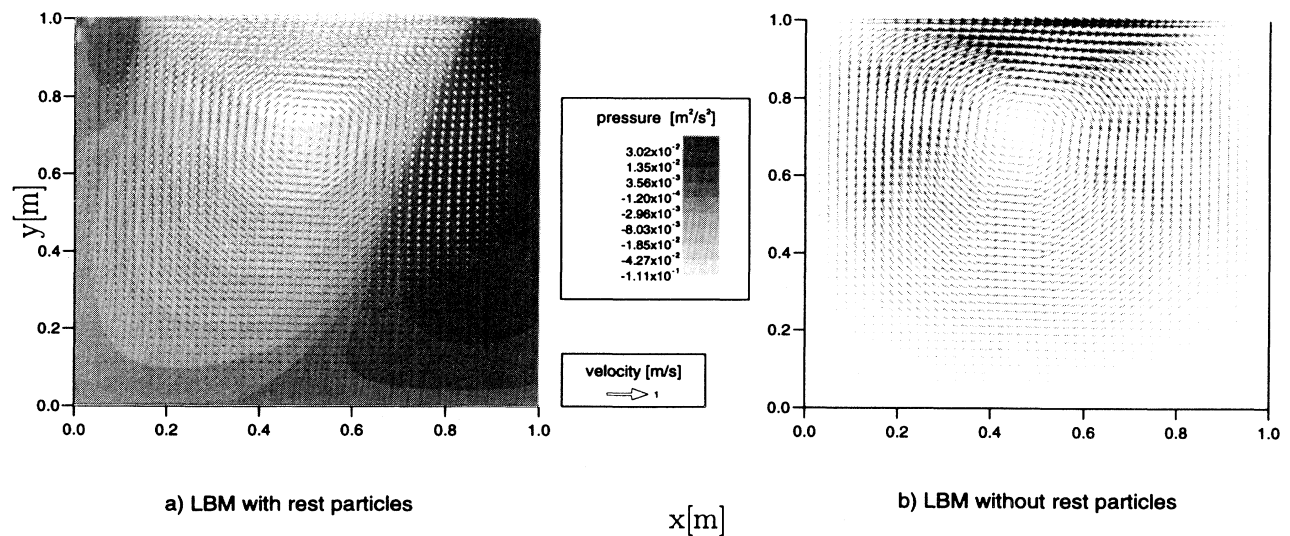 1.0
0.8
0.6
0.4
0.2
0.0
y[m]
0.0 0.2 0.4 0.6 0.8 1.0
a) LBM with rest particles
pressure [m²/s²]
3.02x10⁻²
1.35x10⁻²
3.56x10⁻³
-1.20x10⁻⁴
-2.96x10⁻³
-8.03x10⁻³
-1.85x10⁻²
-4.27x10⁻²
-1.11x10⁻¹
velocity [m/s]
1
x[m]
1.0
0.8
0.6
0.4
0.2
0.0
0.0 0.2 0.4 0.6 0.8 1.0
b) LBM without rest particles